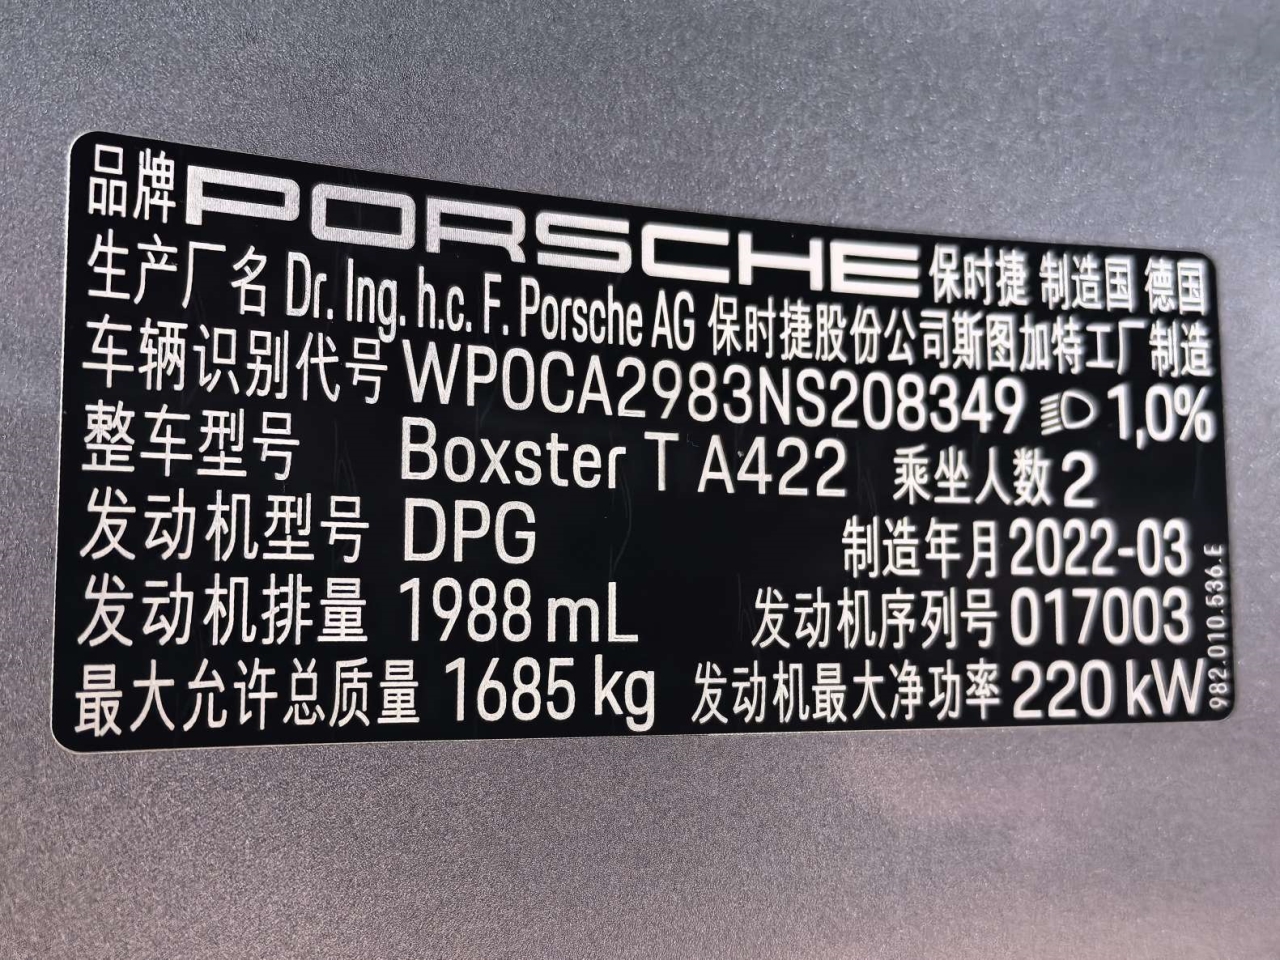 品牌 PORSCHE 保时捷 制造国 德国
生产厂名 Dr. Ing. h.c. F. Porsche AG 保时捷股份公司斯图加特工厂制造
车辆识别代号 WP0CA2983NS208349 1,0%
整车型号 Boxster T A422 乘坐人数 2
发动机型号 DPG 制造年月 2022-03
发动机排量 1988 mL 发动机序列号 017003
最大允许总质量 1685 kg 发动机最大净功率 220 kW
982.010.536.E